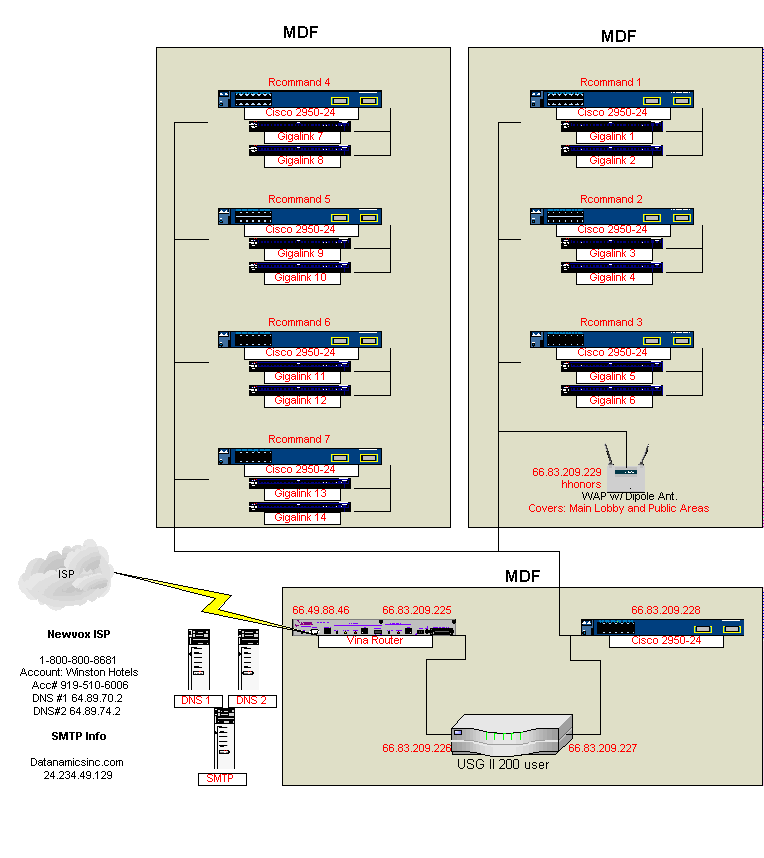 MDF
Rcommand 4
Cisco 2950-24
Gigalink 7
Gigalink 8
Rcommand 5
Cisco 2950-24
Gigalink 9
Gigalink 10
Rcommand 6
Cisco 2950-24
Gigalink 11
Gigalink 12
Rcommand 7
Cisco 2950-24
Gigalink 13
Gigalink 14
MDF
Rcommand 1
Cisco 2950-24
Gigalink 1
Gigalink 2
Rcommand 2
Cisco 2950-24
Gigalink 3
Gigalink 4
Rcommand 3
Cisco 2950-24
Gigalink 5
Gigalink 6
66.83.209.229
hhonors
WAP w/ Dipole Ant.
Covers: Main Lobby and Public Areas
ISP
Newvox ISP
1-800-800-8681
Account: Winston Hotels
Acc# 919-510-6006
DNS #1 64.89.70.2
DNS#2 64.89.74.2
SMTP Info
Datanamicsinc.com
24.234.49.129
DNS 1
DNS 2
SMTP
MDF
66.49.88.46
66.83.209.225
Vina Router
66.83.209.228
Cisco 2950-24
66.83.209.226
66.83.209.227
USG II 200 user